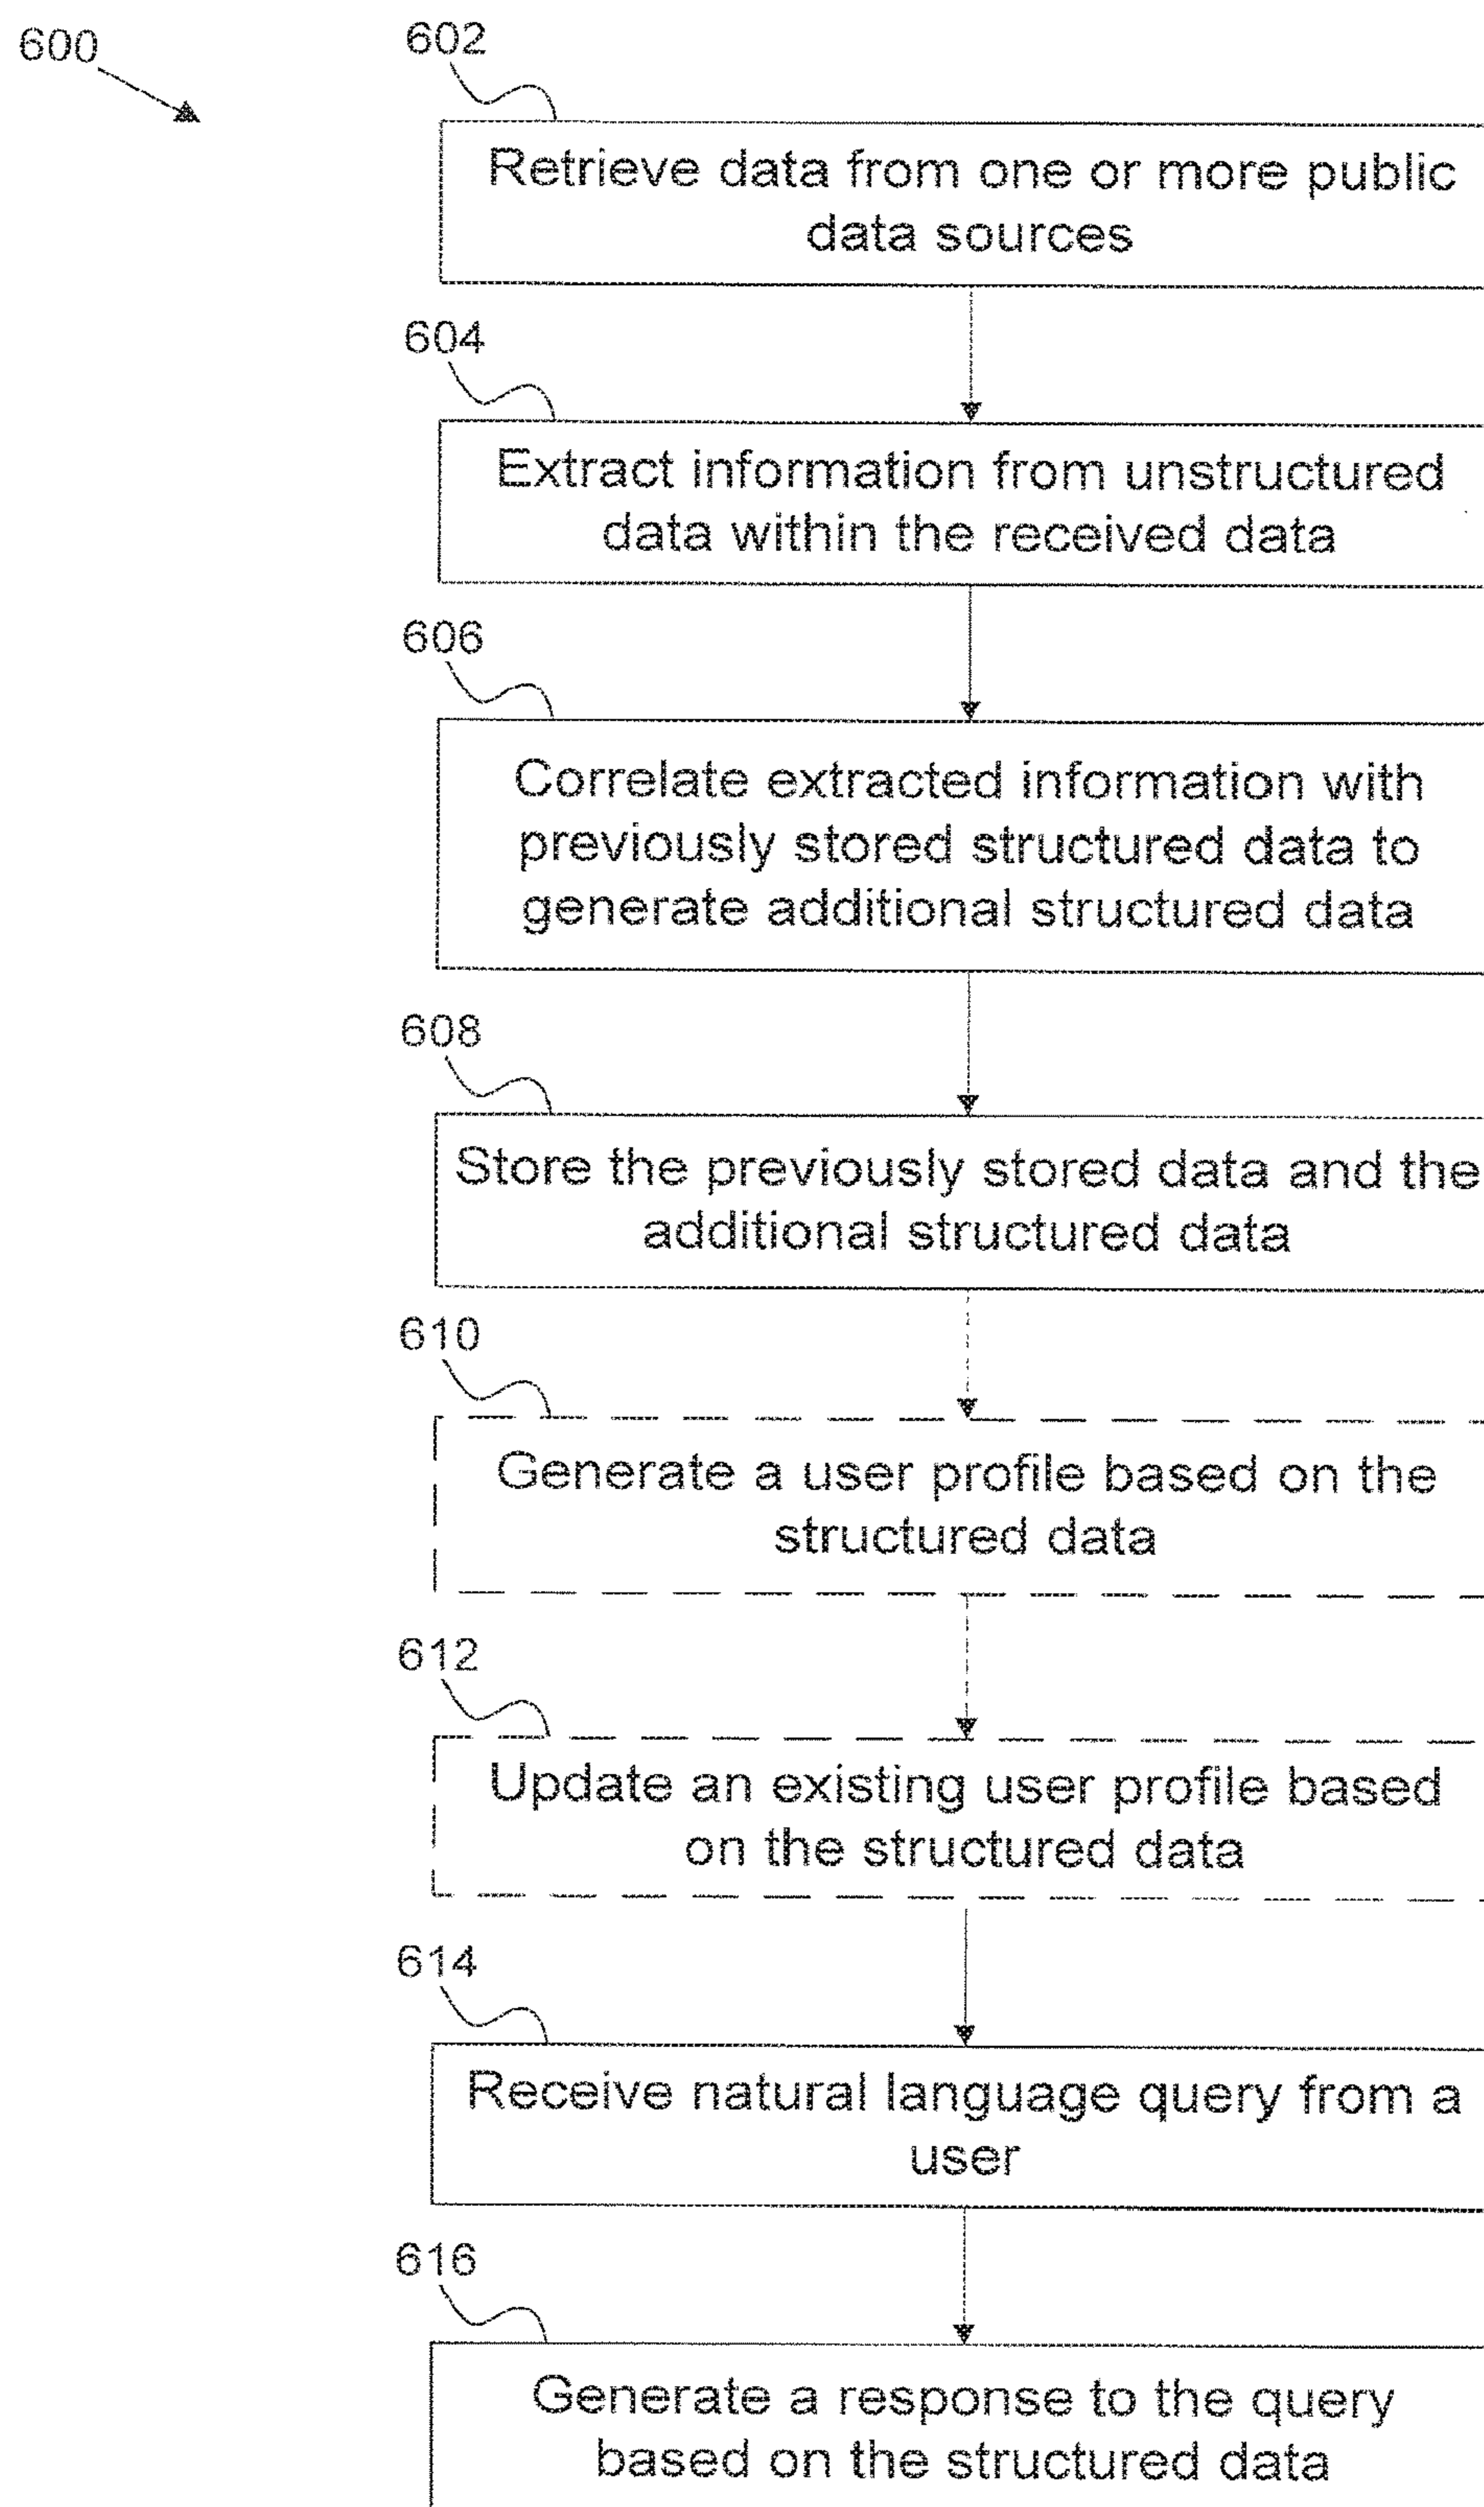 600
602
Retrieve data from one or more public
data sources
604
Extract information from unstructured
data within the received data
606
Correlate extracted information with
previously stored structured data to
generate additional structured data
608
Store the previously stored data and the
additional structured data
610
Generate a user profile based on the
structured data
612
Update an existing user profile based
on the structured data
614
Receive natural language query from a
user
616
Generate a response to the query
based on the structured data